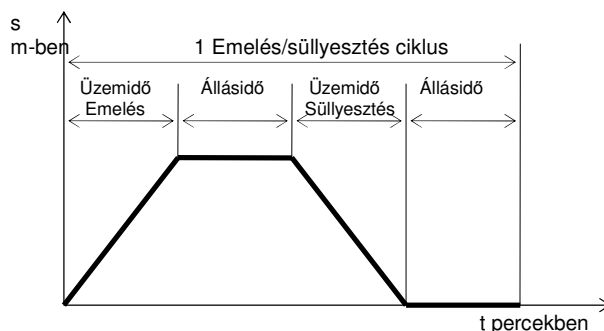 s
m-ben
1 Emelés/süllyesztés ciklus
Üzemidő Állásidő Üzemidő Állásidő
Emelés Süllyesztés
t percekben